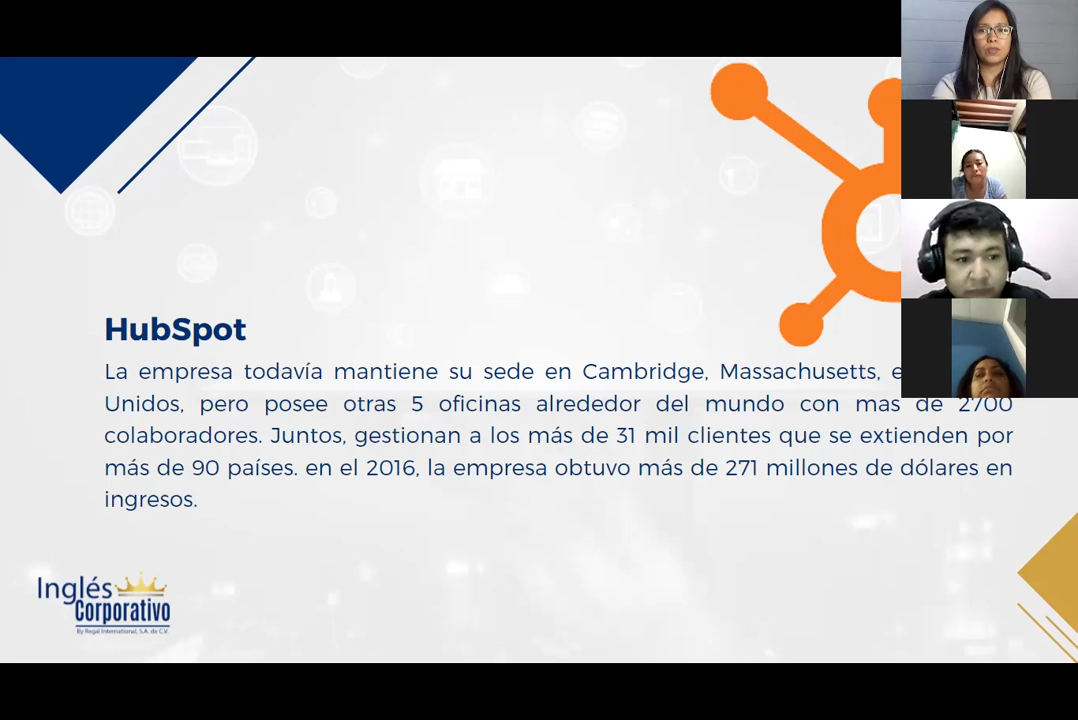 HubSpot
La empresa todavía mantiene su sede en Cambridge, Massachusetts,
Unidos, pero posee otras 5 oficinas alrededor del mundo con mas de 2700
colaboradores. Juntos, gestionan a los más de 31 mil clientes que se extienden por
más de 90 países. en el 2016, la empresa obtuvo más de 271 millones de dólares en
ingresos.
Inglés
Corporativo
By Regal International, S.A. de C.V.